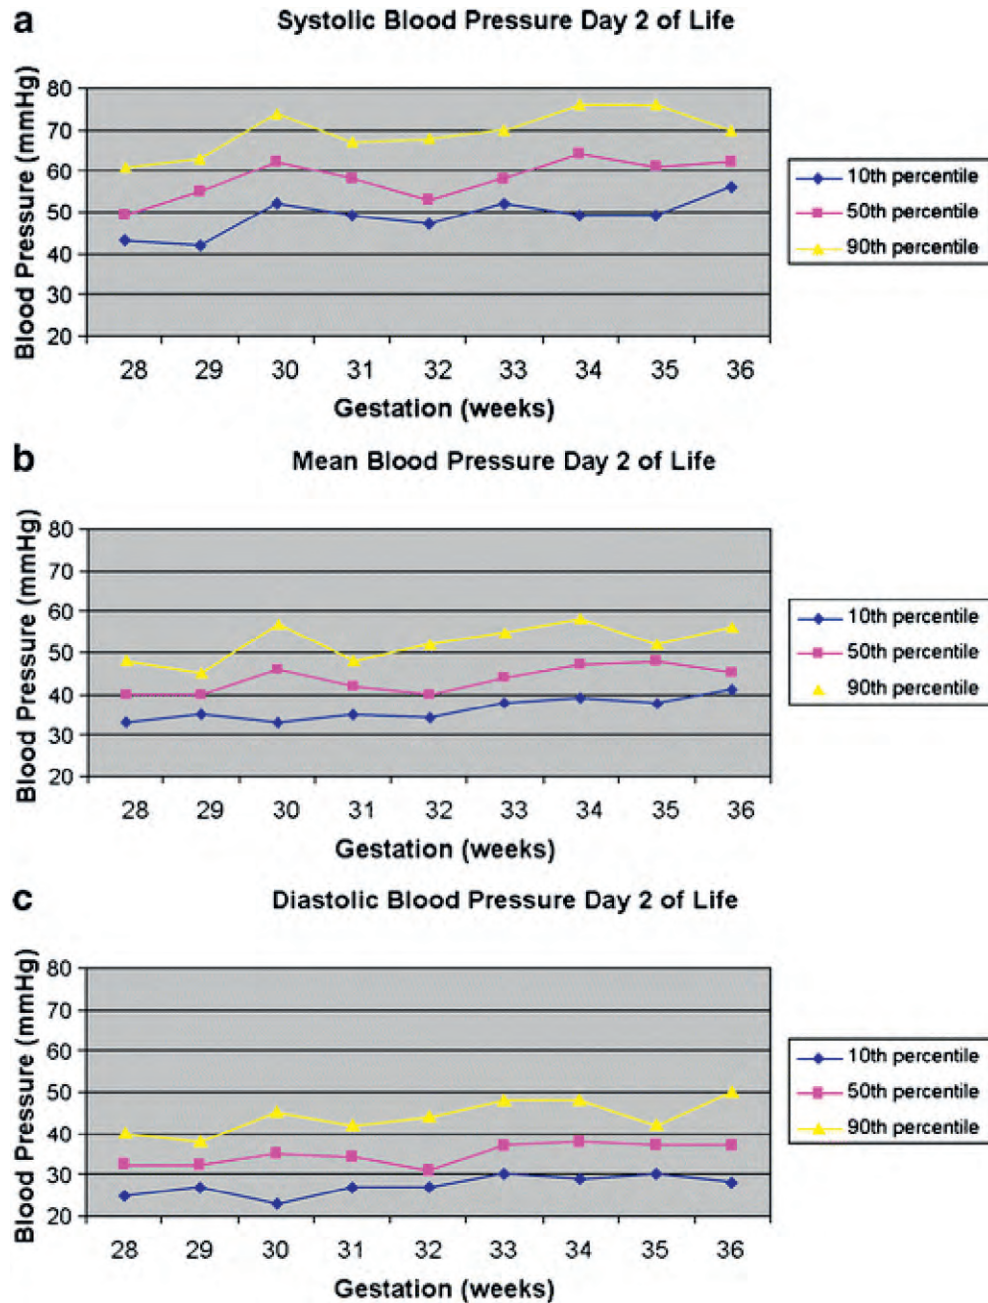 a
Systolic Blood Pressure Day 2 of Life
Blood Pressure (mmHg)
80
70
60
50
40
30
20
28 29 30 31 32 33 34 35 36
Gestation (weeks)
10th percentile
50th percentile
90th percentile
b
Mean Blood Pressure Day 2 of Life
Blood Pressure (mmHg)
80
70
60
50
40
30
20
28 29 30 31 32 33 34 35 36
Gestation (weeks)
10th percentile
50th percentile
90th percentile
c
Diastolic Blood Pressure Day 2 of Life
Blood Pressure (mmHg)
80
70
60
50
40
30
20
28 29 30 31 32 33 34 35 36
Gestation (weeks)
10th percentile
50th percentile
90th percentile